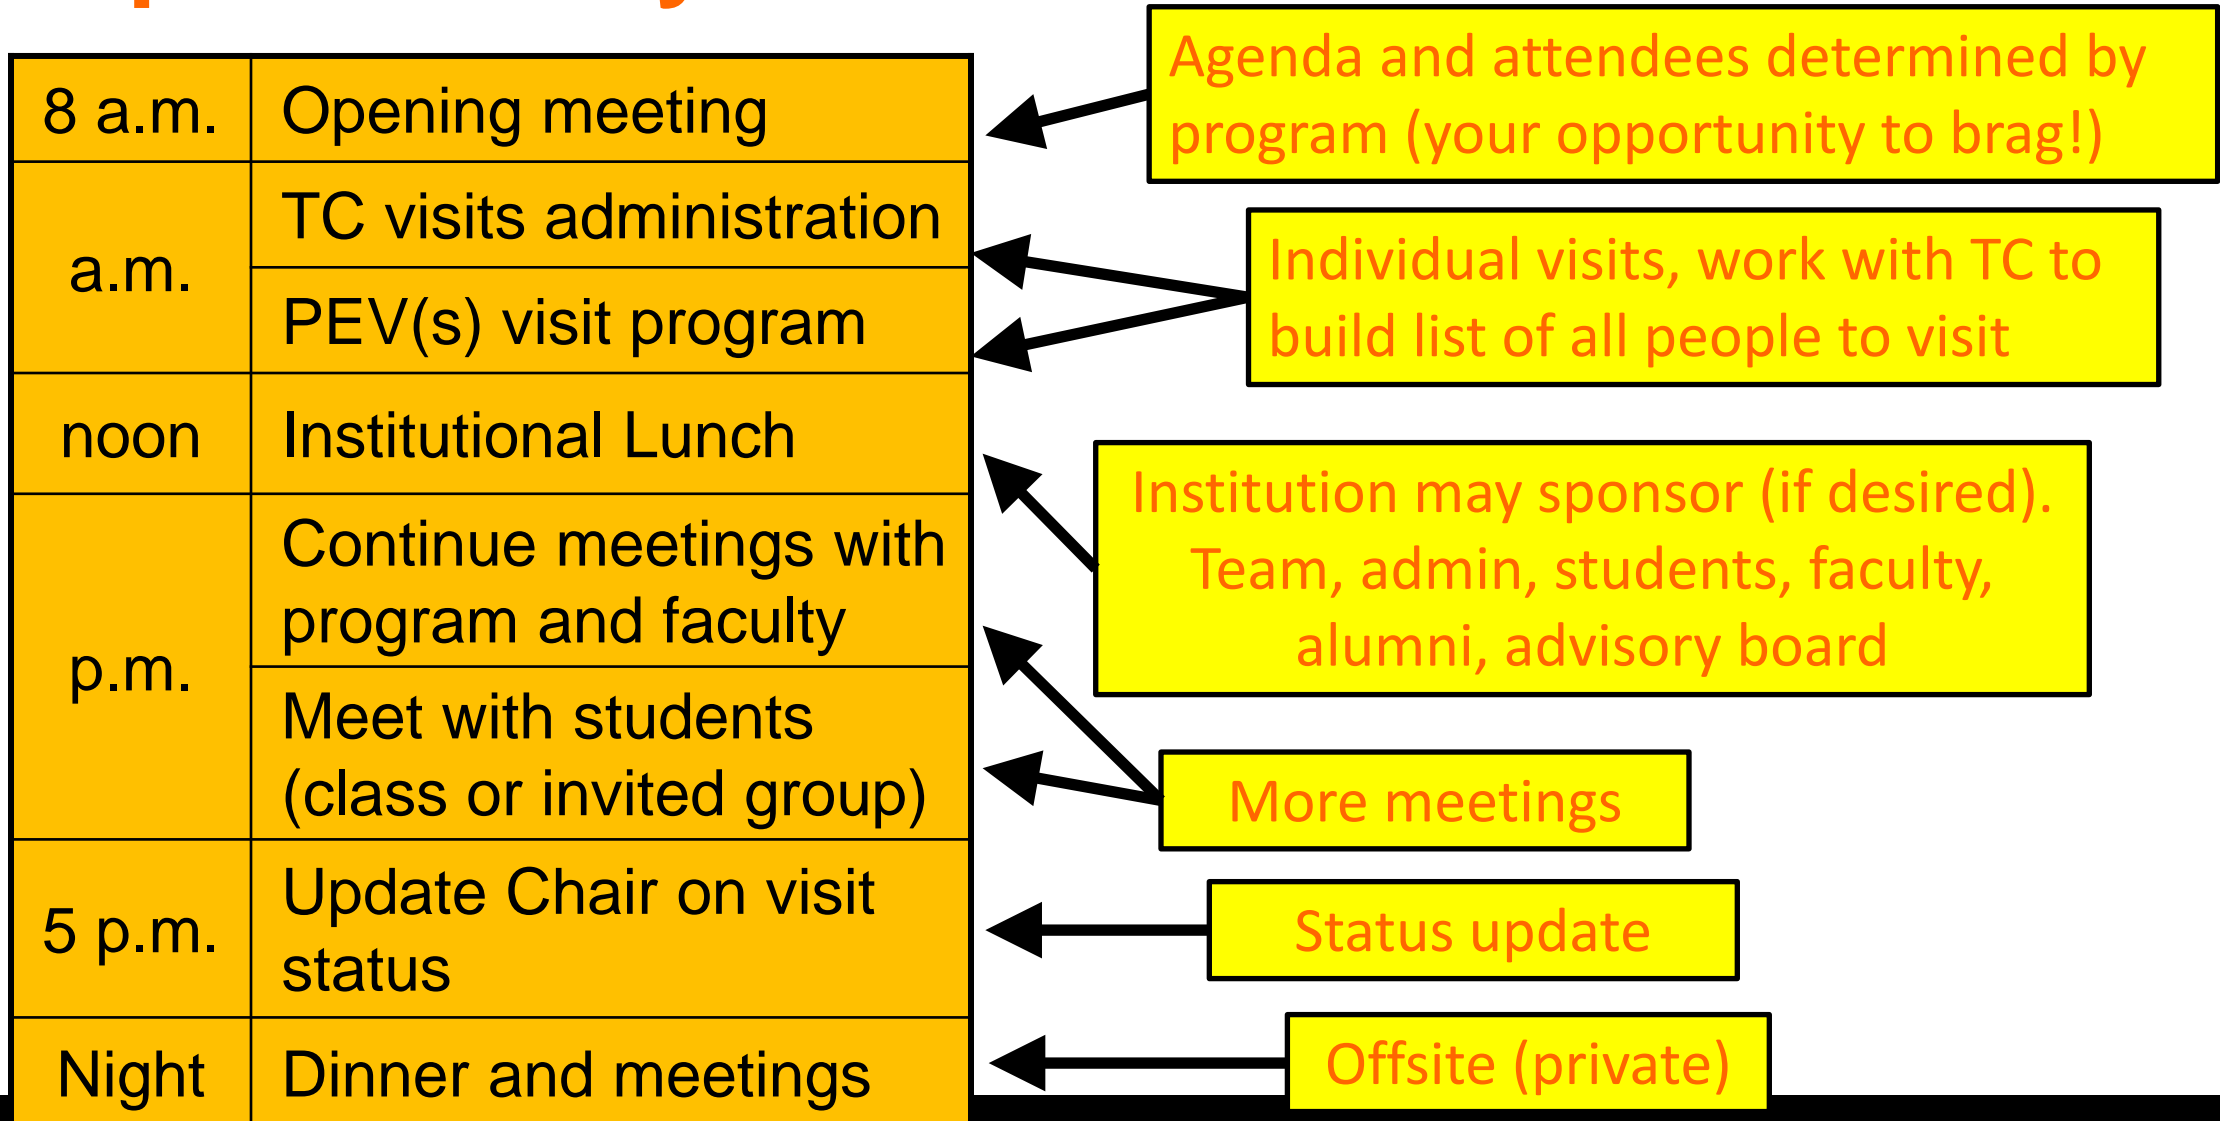 8 a.m.
Opening meeting
a.m.
TC visits administration
PEV(s) visit program
noon
Institutional Lunch
p.m.
Continue meetings with
program and faculty
Meet with students
(class or invited group)
5 p.m.
Update Chair on visit
status
Night
Dinner and meetings
Agenda and attendees determined by
program (your opportunity to brag!)
Individual visits, work with TC to
build list of all people to visit
Institution may sponsor (if desired).
Team, admin, students, faculty,
alumni, advisory board
More meetings
Status update
Offsite (private)